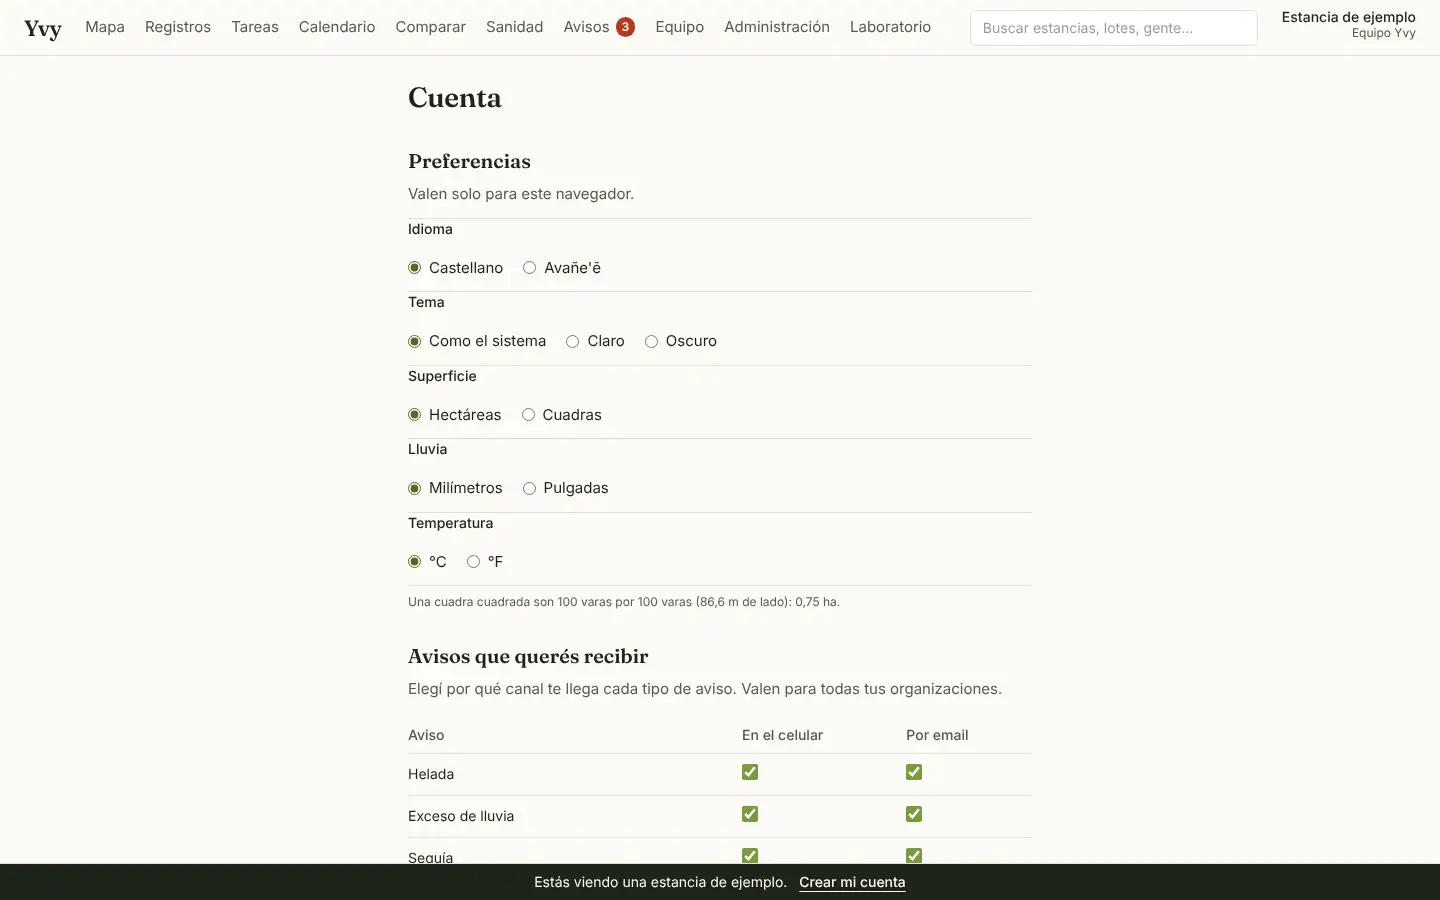 Yvy Mapa Registros Tareas Calendario Comparar Sanidad Avisos 3 Equipo Administración Laboratorio Buscar estancias, lotes, gente... Estancia de ejemplo
Equipo Yvy
Cuenta
Preferencias
Valen solo para este navegador.
Idioma
Castellano Avañe'ẽ
Tema
Como el sistema Claro Oscuro
Superficie
Hectáreas Cuadras
Lluvia
Milímetros Pulgadas
Temperatura
°C °F
Una cuadra cuadrada son 100 varas por 100 varas (86,6 m de lado): 0,75 ha.
Avisos que querés recibir
Elegí por qué canal te llega cada tipo de aviso. Valen para todas tus organizaciones.
Aviso En el celular Por email
Helada
Exceso de lluvia
Sequía
Estás viendo una estancia de ejemplo. Crear mi cuenta